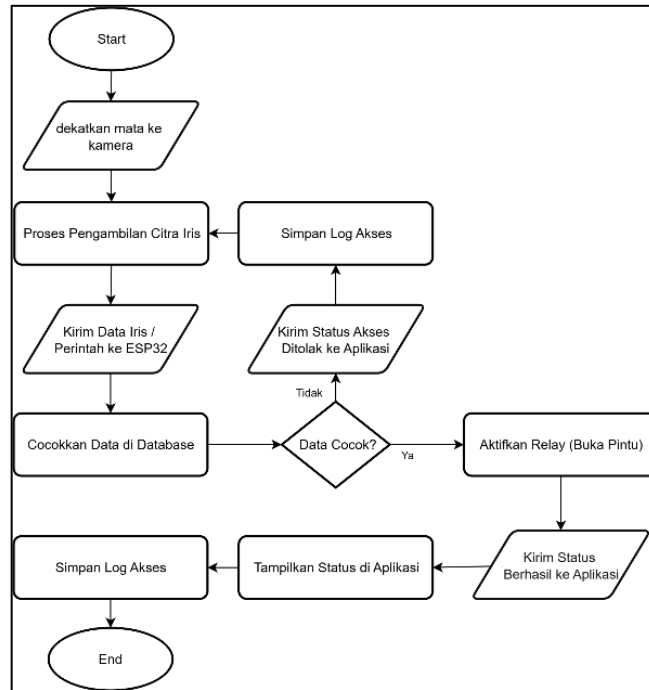 Start
dekatkan mata ke
kamera
Proses Pengambilan Citra Iris
Simpan Log Akses
Kirim Data Iris /
Perintah ke ESP32
Kirim Status Akses
Ditolak ke Aplikasi
Tidak
Cocokkan Data di Database
Data Cocok?
Ya
Aktifkan Relay (Buka Pintu)
Kirim Status
Berhasil ke Aplikasi
Tampilkan Status di Aplikasi
Simpan Log Akses
End